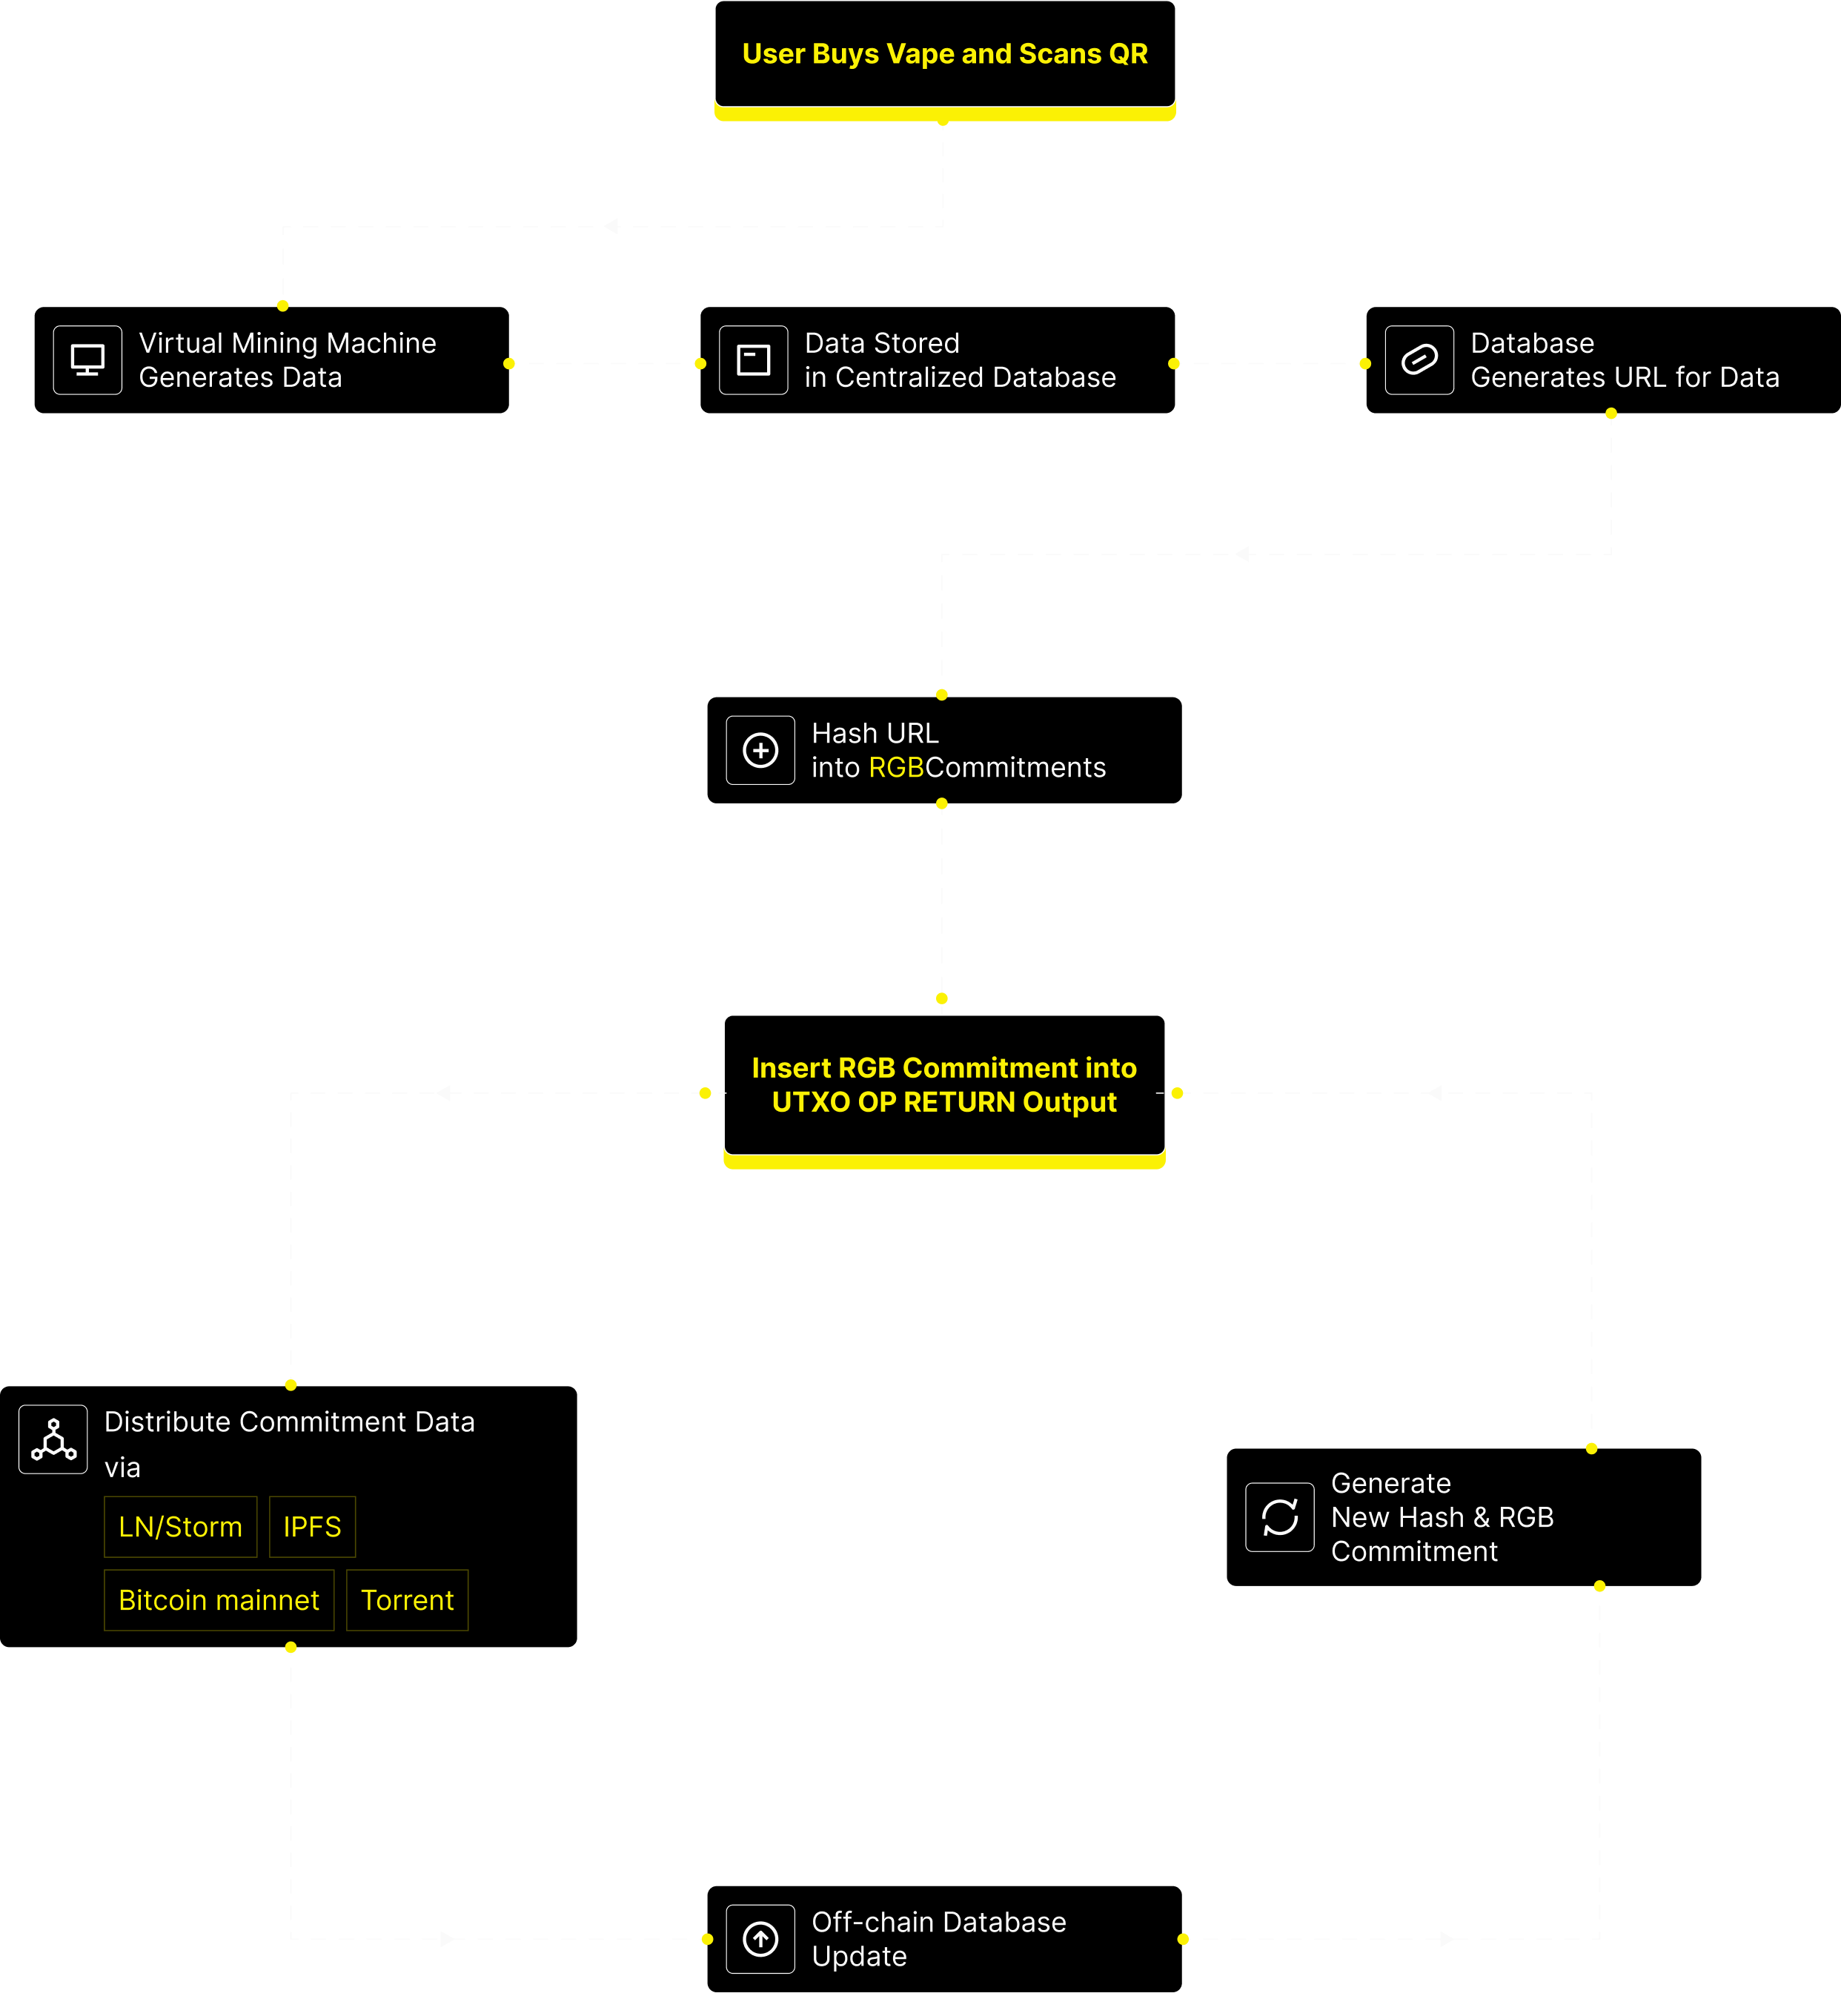 User Buys Vape and Scans QR
Virtual Mining Machine
Generates Data
Data Stored
in Centralized Database
Database
Generates URL for Data
Hash URL
into RGBCommitments
Insert RGB Commitment into
UTXO OP RETURN Output
Distribute Commitment Data
via
LN/Storm IPFS
Bitcoin mainnet Torrent
Generate
New Hash & RGB
Commitment
Off-chain Database
Update